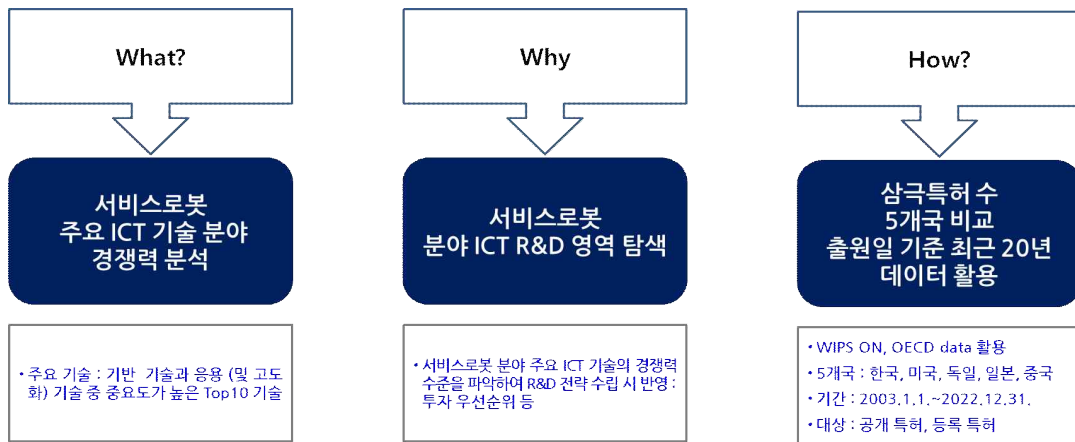 What?
서비스로봇
주요 ICT 기술 분야
경쟁력 분석
• 주요 기술 : 기반 기술과 응용 (및 고도
화) 기술 중 중요도가 높은 Top10 기술
Why
서비스로봇
분야 ICT R&D 영역 탐색
• 서비스로봇 분야 주요 ICT 기술의 경쟁력
수준을 파악하여 R&D 전략 수립 시 반영 :
투자 우선순위 등
How?
삼극특허 수
5개국 비교
출원일 기준 최근 20년
데이터 활용
• WIPS ON, OECD data 활용
• 5개국 : 한국, 미국, 독일, 일본, 중국
• 기간 : 2003.1.1.~2022.12.31.
• 대상 : 공개 특허, 등록 특허